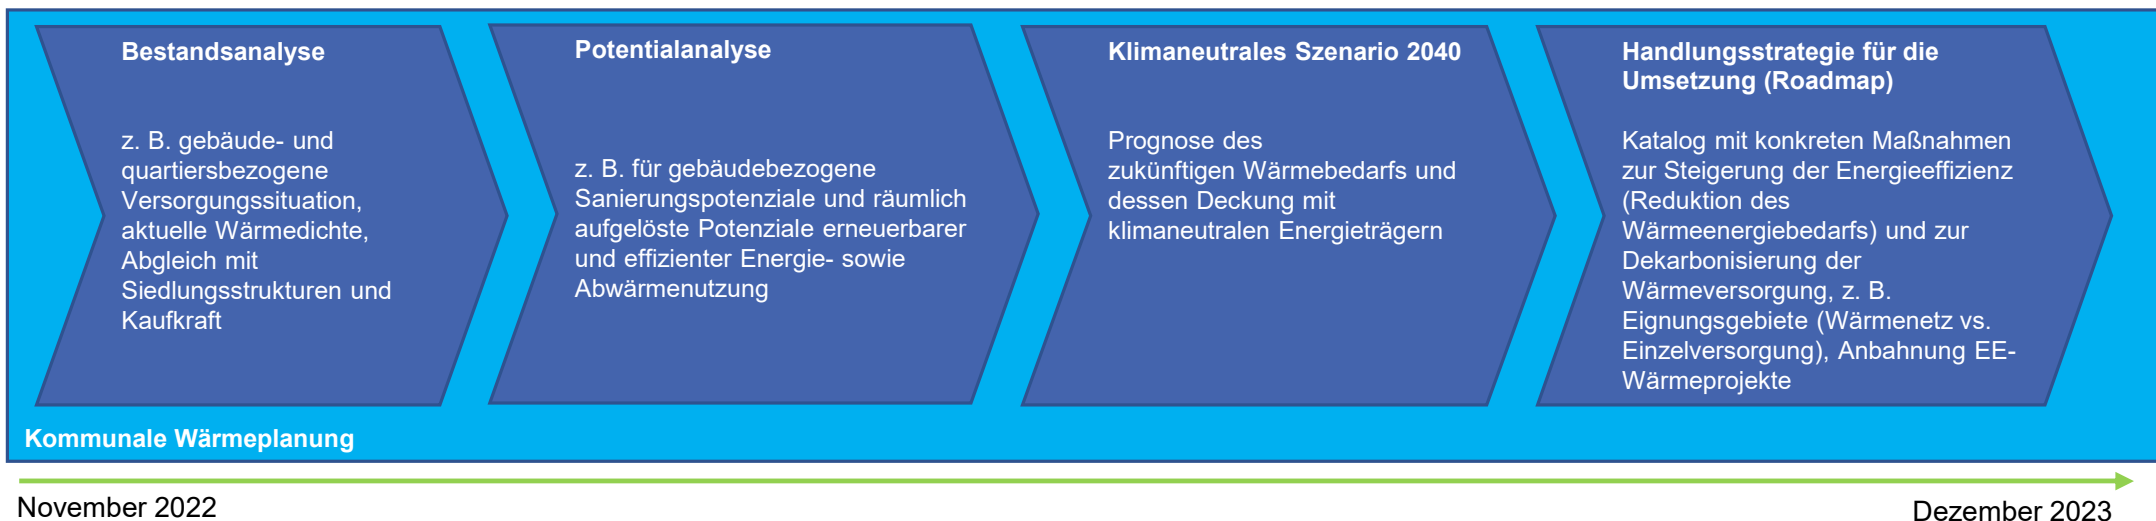 Bestandsanalyse
z. B. gebäude- und
quartiersbezogene
Versorgungssituation,
aktuelle Wärmedichte,
Abgleich mit
Siedlungsstrukturen und
Kaufkraft
Potentialanalyse
z. B. für gebäudebezogene
Sanierungspotenziale und räumlich
aufgelöste Potenziale erneuerbarer
und effizienter Energie- sowie
Abwärmenutzung
Klimaneutrales Szenario 2040
Prognose des
zukünftigen Wärmebedarfs und
dessen Deckung mit
klimaneutralen Energieträgern
Handlungsstrategie für die
Umsetzung (Roadmap)
Katalog mit konkreten Maßnahmen
zur Steigerung der Energieeffizienz
(Reduktion des
Wärmeenergiebedarfs) und zur
Dekarbonisierung der
Wärmeversorgung, z. B.
Eignungsgebiete (Wärmenetz vs.
Einzelversorgung), Anbahnung EE-
Wärmeprojekte
Kommunale Wärmeplanung
November 2022
Dezember 2023